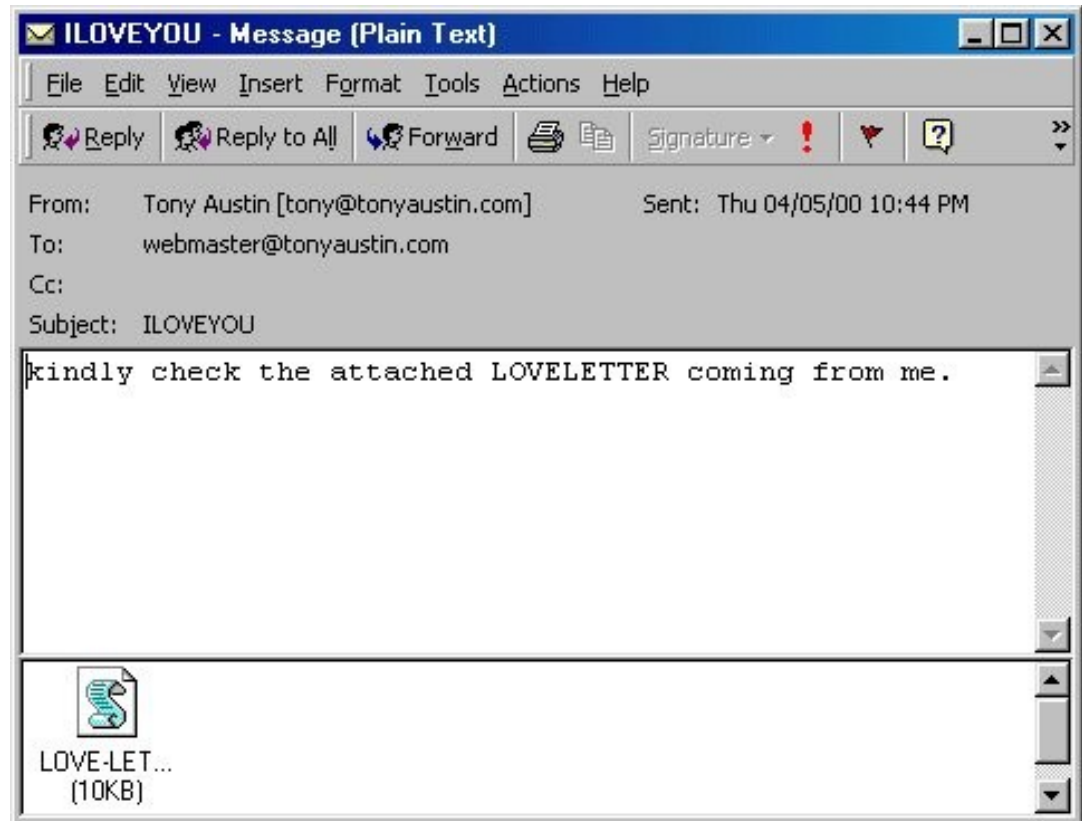 ILOVEYOU - Message (Plain Text)
File Edit View Insert Format Tools Actions Help
Reply Reply to All Forward Signature
From: Tony Austin [tony@tonyaustin.com] Sent: Thu 04/05/00 10:44 PM
To: webmaster@tonyaustin.com
Cc:
Subject: ILOVEYOU
kindly check the attached LOVELETTER coming from me.
LOVE-LET...
(10KB)